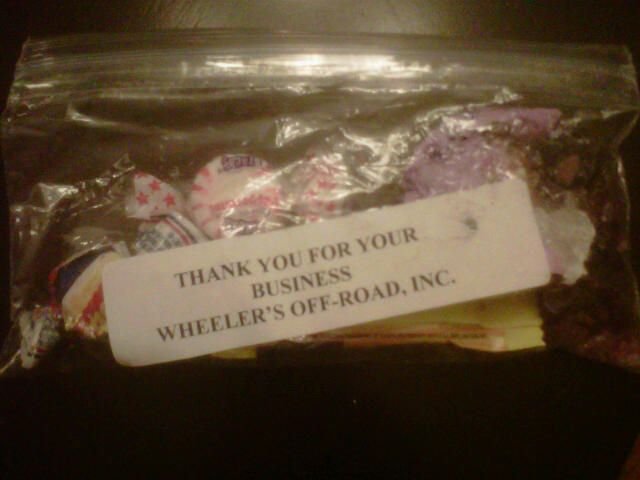 THANK YOU FOR YOUR
BUSINESS
WHEELER'S OFF-ROAD, INC.